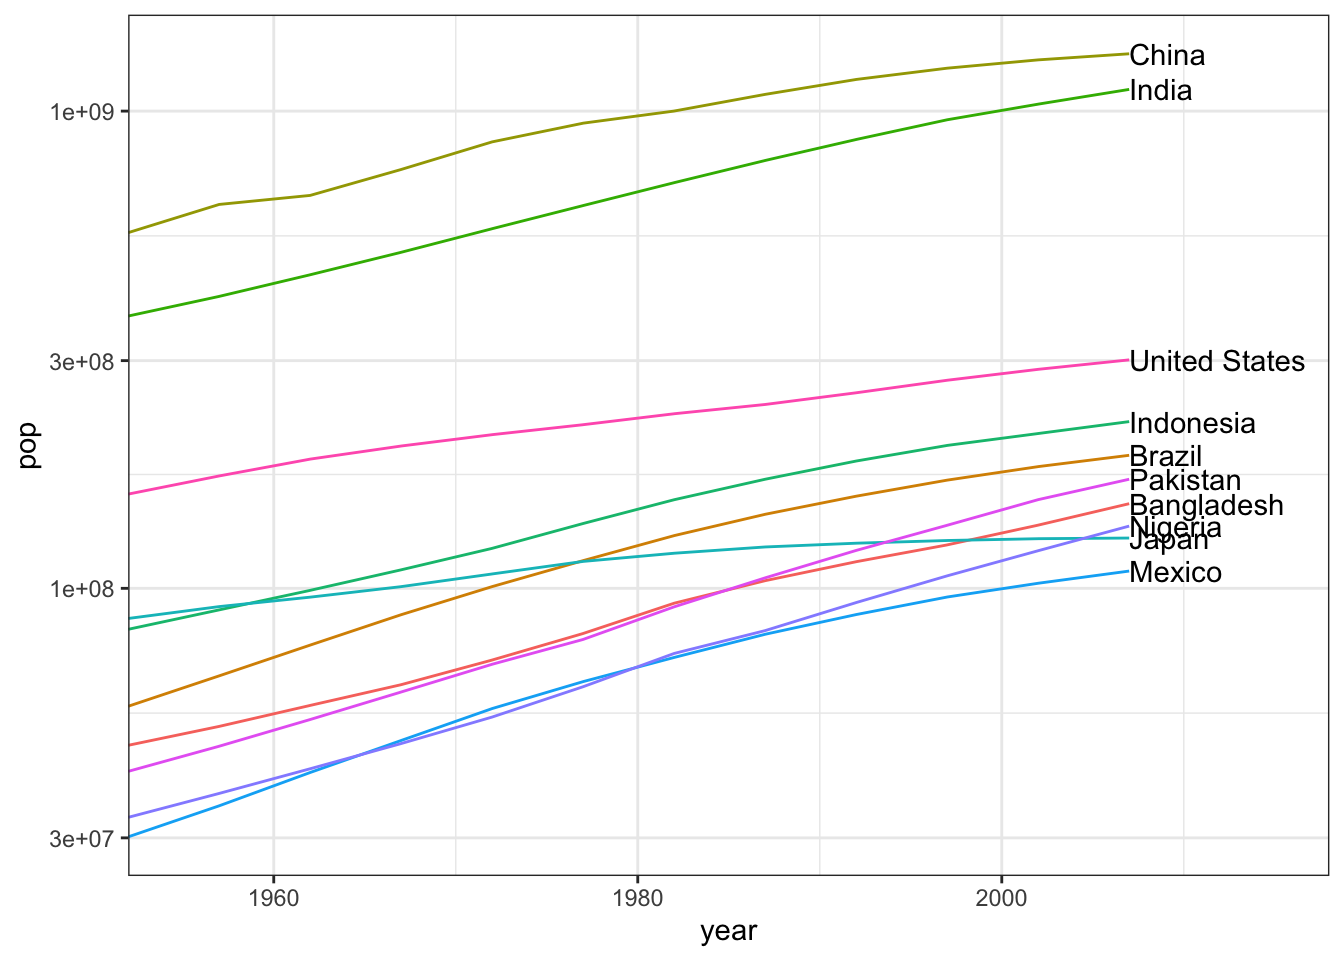 China
India
1e+09
3e+08
United States
Indonesia
Brazil
Pakistan
Bangladesh
Nigeria
Japan
1e+08
Mexico
3e+07
pop
1960
1980
2000
year